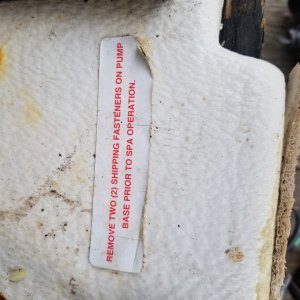 REMOVE TWO (2) SHIPPING FASTENERS ON PUMP
BASE PRIOR TO SPA OPERATION.